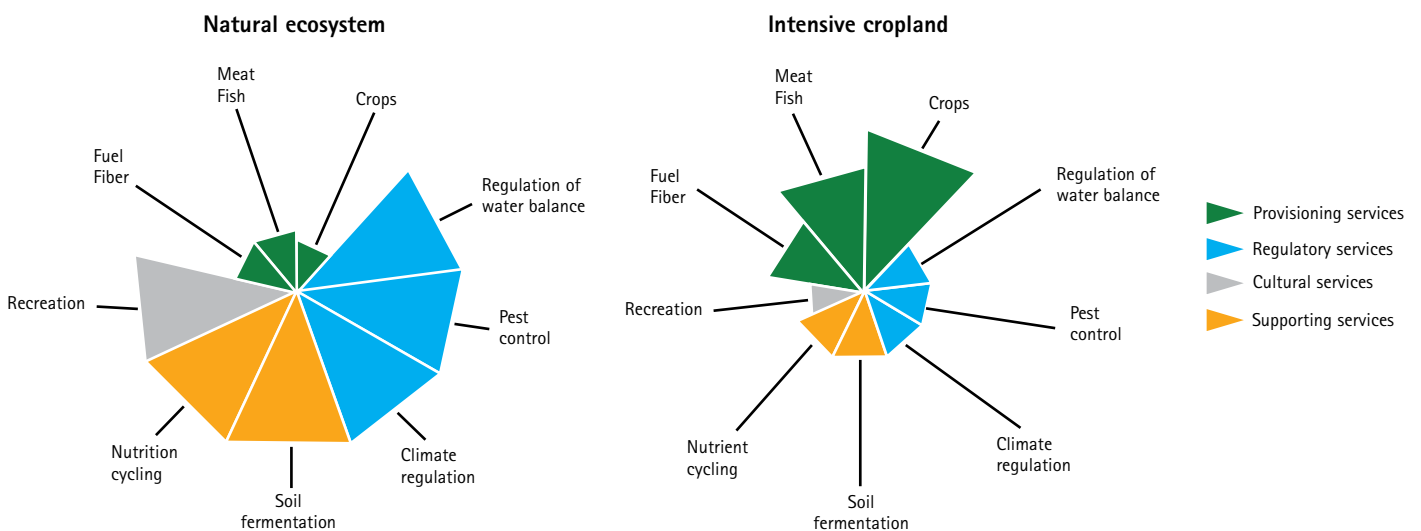 Natural ecosystem
Meat
Fish
Crops
Fuel
Fiber
Regulation of
water balance
Recreation
Pest
control
Nutrition
cycling
Climate
regulation
Soil
fermentation
Intensive cropland
Meat
Fish
Crops
Fuel
Fiber
Regulation of
water balance
Recreation
Pest
control
Nutrient
cycling
Climate
regulation
Soil
fermentation
Provisioning services
Regulatory services
Cultural services
Supporting services